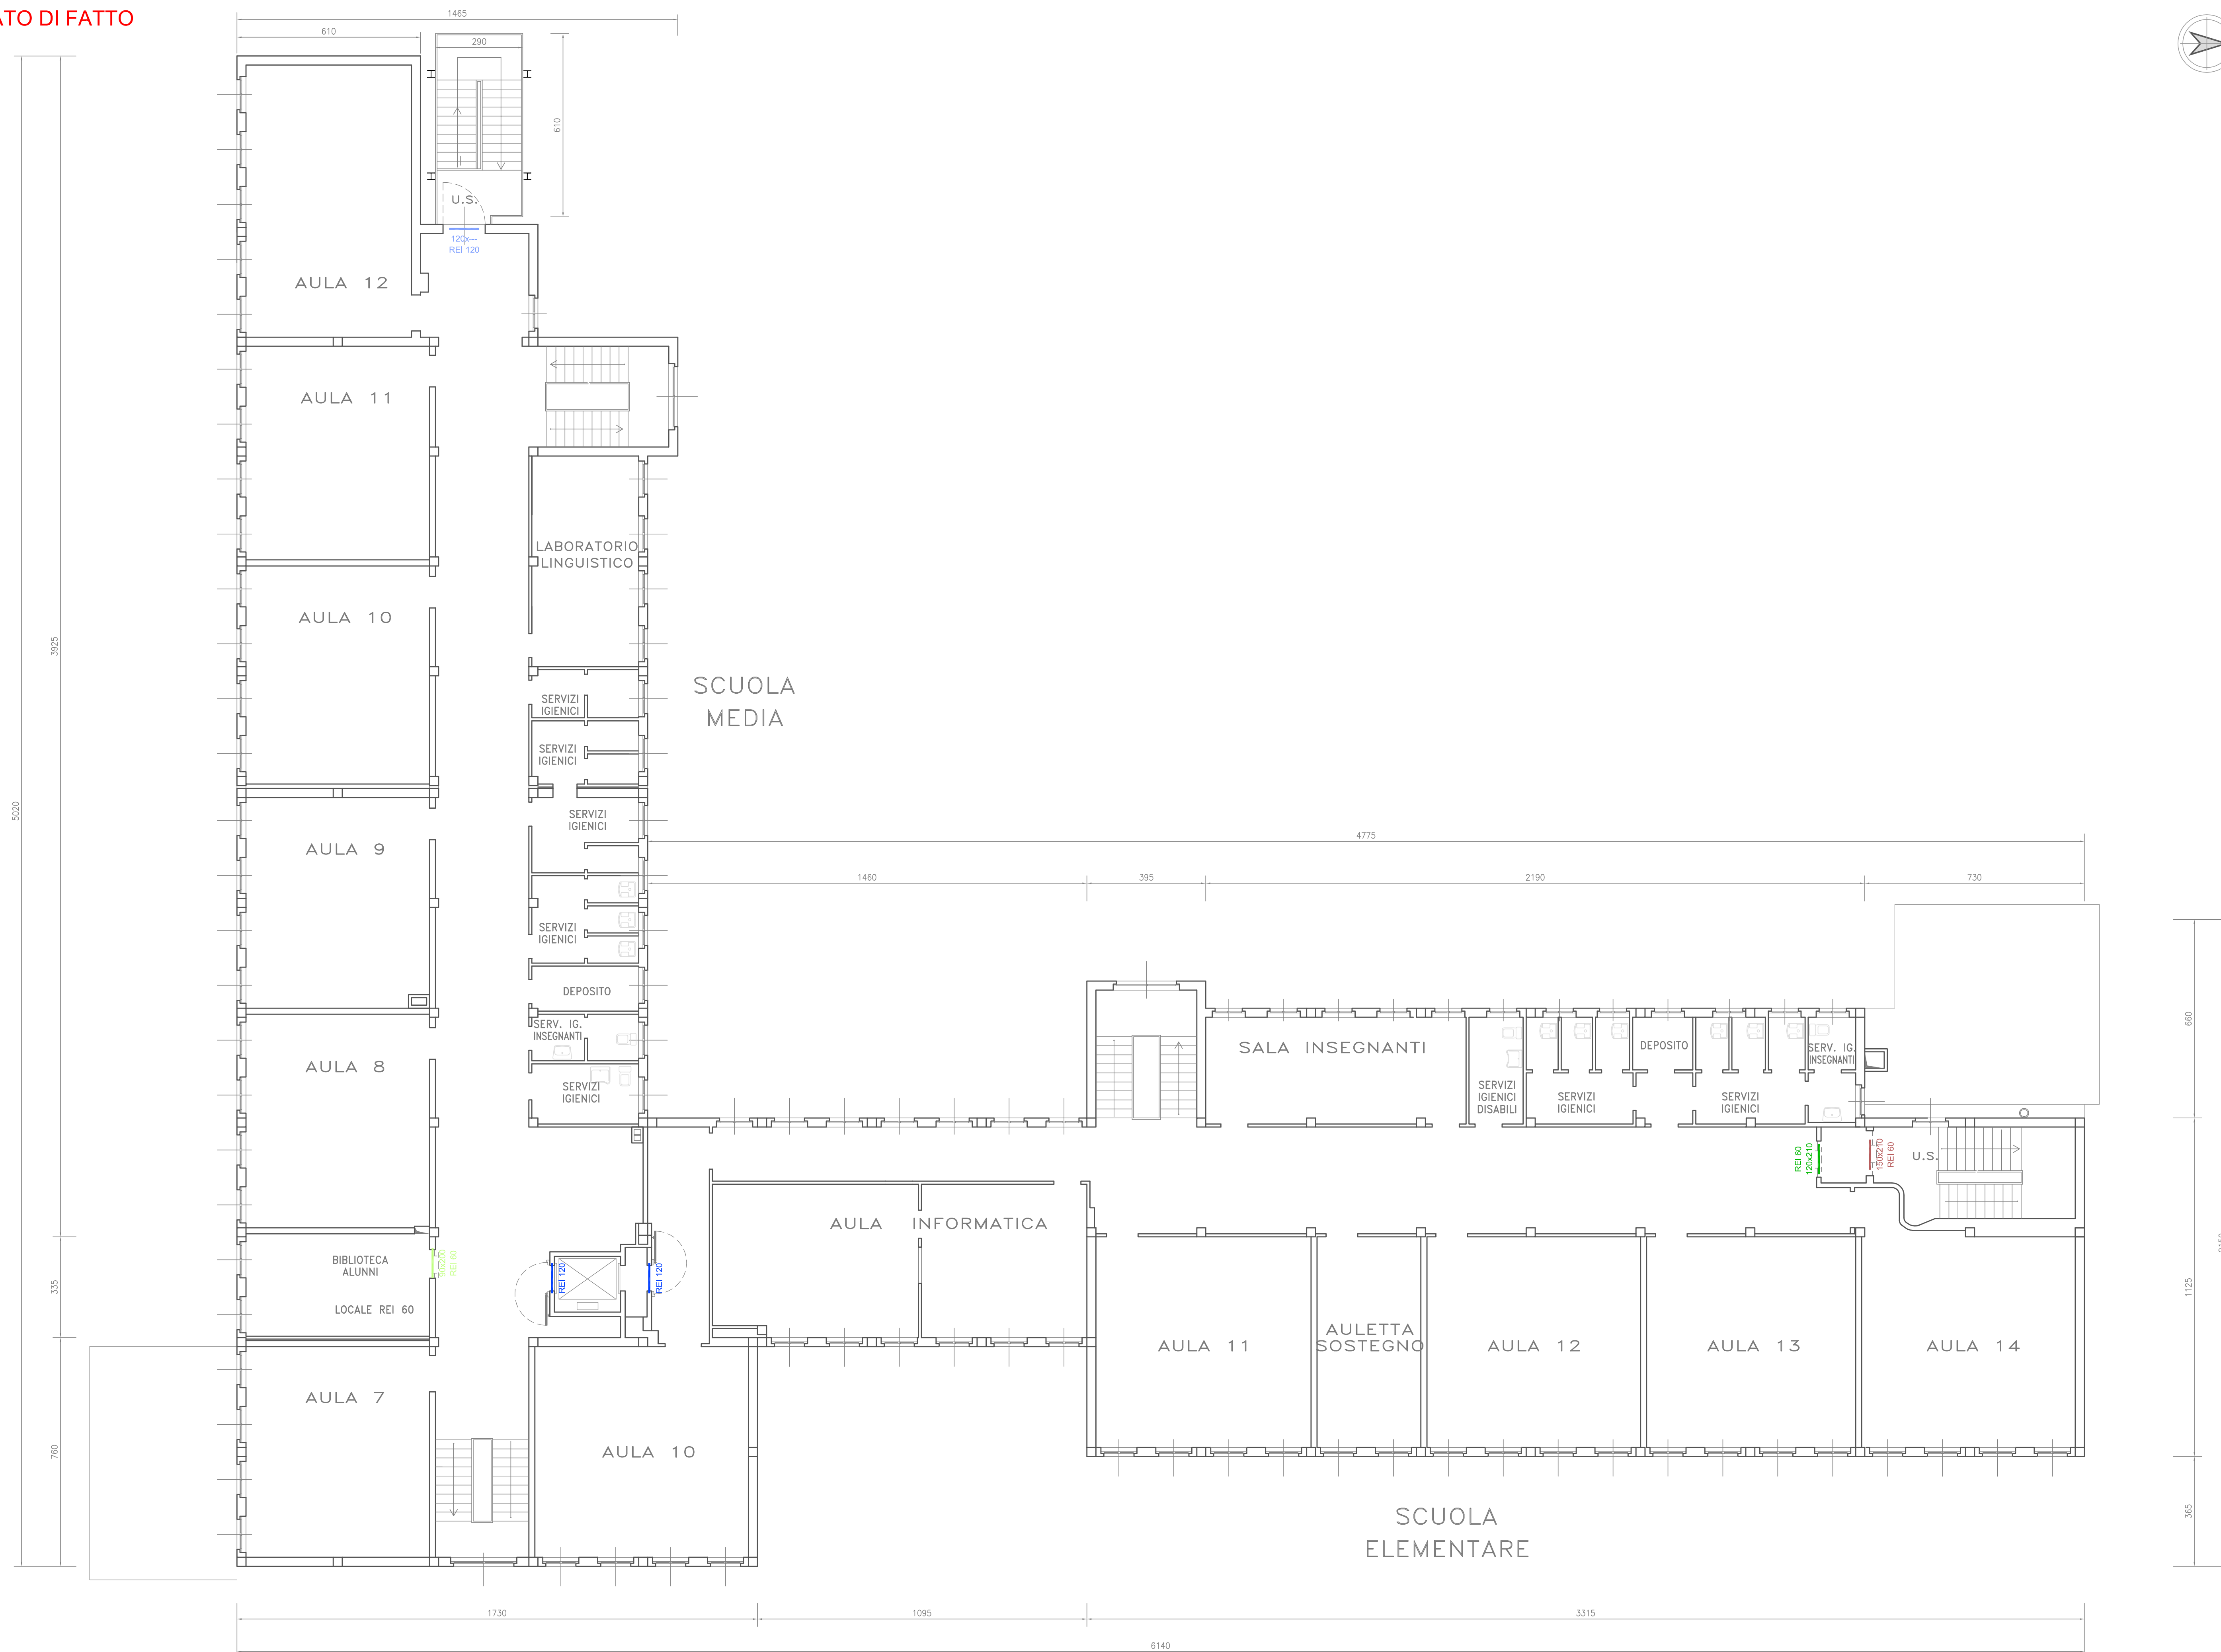 ATO DI FATTO
1465
610
290
610
U.S.
120x---
REI 120
AULA 12
AULA 11
LABORATORIO
LINGUISTICO
AULA 10
3925
5020
SCUOLA
MEDIA
SERVIZI
IGIENICI
SERVIZI
IGIENICI
SERVIZI
IGIENICI
AULA 9
4775
1460
395
2190
730
SERVIZI
IGIENICI
DEPOSITO
SERV. IG.
INSEGNANTI
AULA 8
SERVIZI
IGIENICI
SALA INSEGNANTI
SERVIZI
IGIENICI
DISABILI
SERVIZI
IGIENICI
DEPOSITO
SERVIZI
IGIENICI
SERV. IG.
INSEGNANTI
660
REI 60
120x210
150x210
REI 60
U.S.
AULA INFORMATICA
BIBLIOTECA
ALUNNI
LOCALE REI 60
REI 60
REI 120
REI 120
335
1125
AULA 11
AULETTA
SOSTEGNO
AULA 12
AULA 13
AULA 14
AULA 7
AULA 10
760
365
SCUOLA
ELEMENTARE
1730
1095
3315
6140